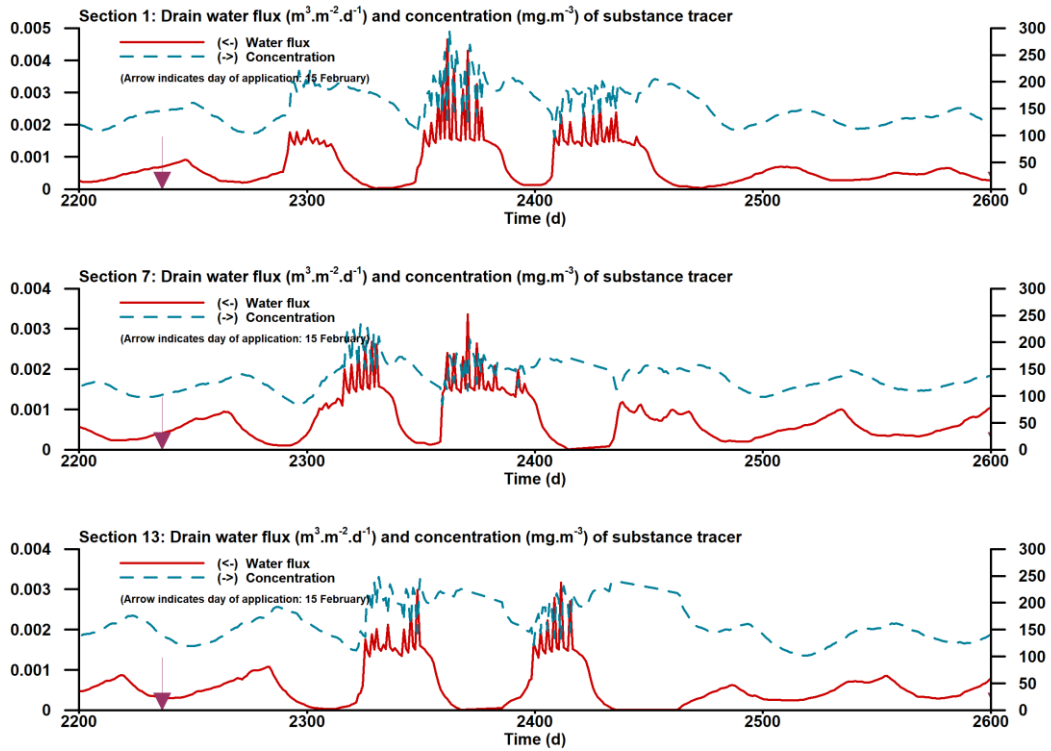 Section 1: Drain water flux (m³.m⁻².d⁻¹) and concentration (mg.m⁻³) of substance tracer
0.005 300
(<-) Water flux
(->) Concentration
250
0.004
(Arrow indicates day of application: 15 February)
200
0.003
150
0.002
100
0.001
50
0 0
2200 2300 2400 2500 2600
Time (d)
Section 7: Drain water flux (m³.m⁻².d⁻¹) and concentration (mg.m⁻³) of substance tracer
0.004 300
(<-) Water flux
(->) Concentration
250
0.003
(Arrow indicates day of application: 15 February)
200
0.002 150
100
0.001
50
0 0
2200 2300 2400 2500 2600
Time (d)
Section 13: Drain water flux (m³.m⁻².d⁻¹) and concentration (mg.m⁻³) of substance tracer
0.004 300
(<-) Water flux
(->) Concentration
250
0.003
(Arrow indicates day of application: 15 February)
200
0.002 150
100
0.001
50
0 0
2200 2300 2400 2500 2600
Time (d)